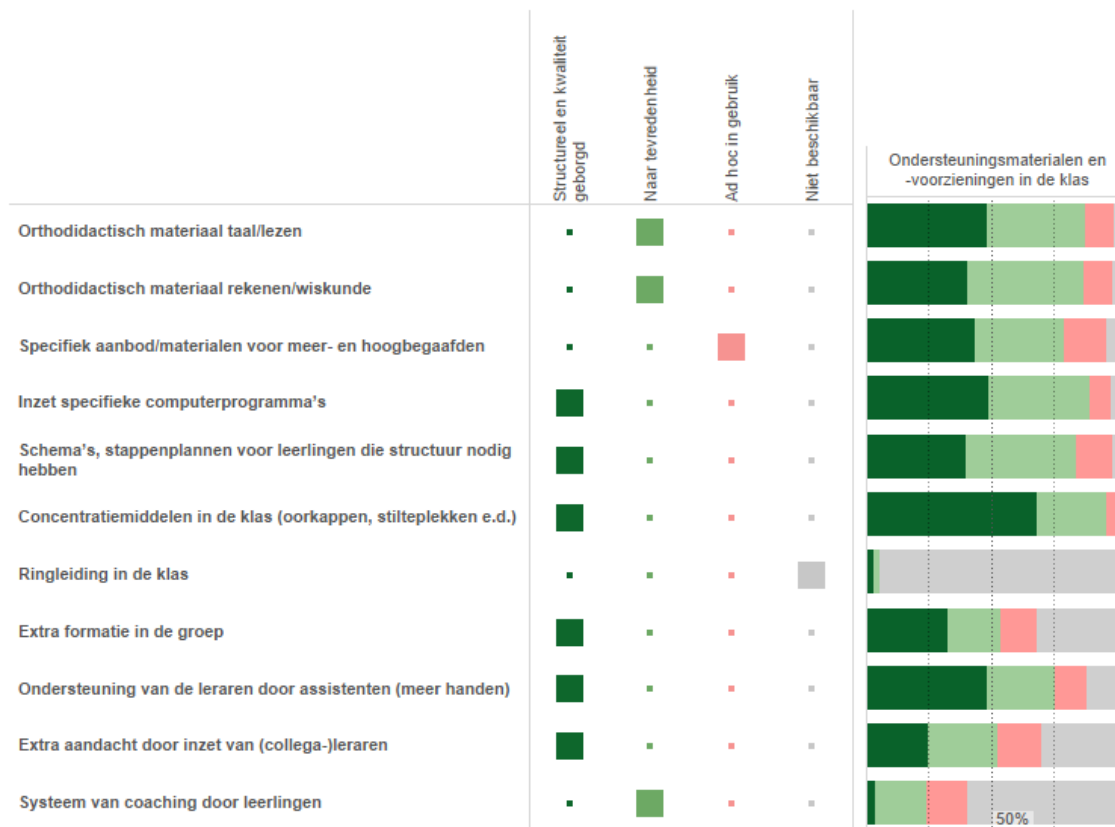 Structureel en kwaliteit
geborgd
Naar tevredenheid
Ad hoc in gebruik
Niet beschikbaar
Ondersteuningsmaterialen en
-voorzieningen in de klas
Orthodidactisch materiaal taal/lezen
Orthodidactisch materiaal rekenen/wiskunde
Specifiek aanbod/materialen voor meer- en hoogbegaafden
Inzet specifieke computerprogramma's
Schema's, stappenplannen voor leerlingen die structuur nodig
hebben
Concentratiemiddelen in de klas (oorkappen, stilteplekken e.d.)
Ringleiding in de klas
Extra formatie in de groep
Ondersteuning van de leraren door assistenten (meer handen)
Extra aandacht door inzet van (collega-)leraren
Systeem van coaching door leerlingen
50%